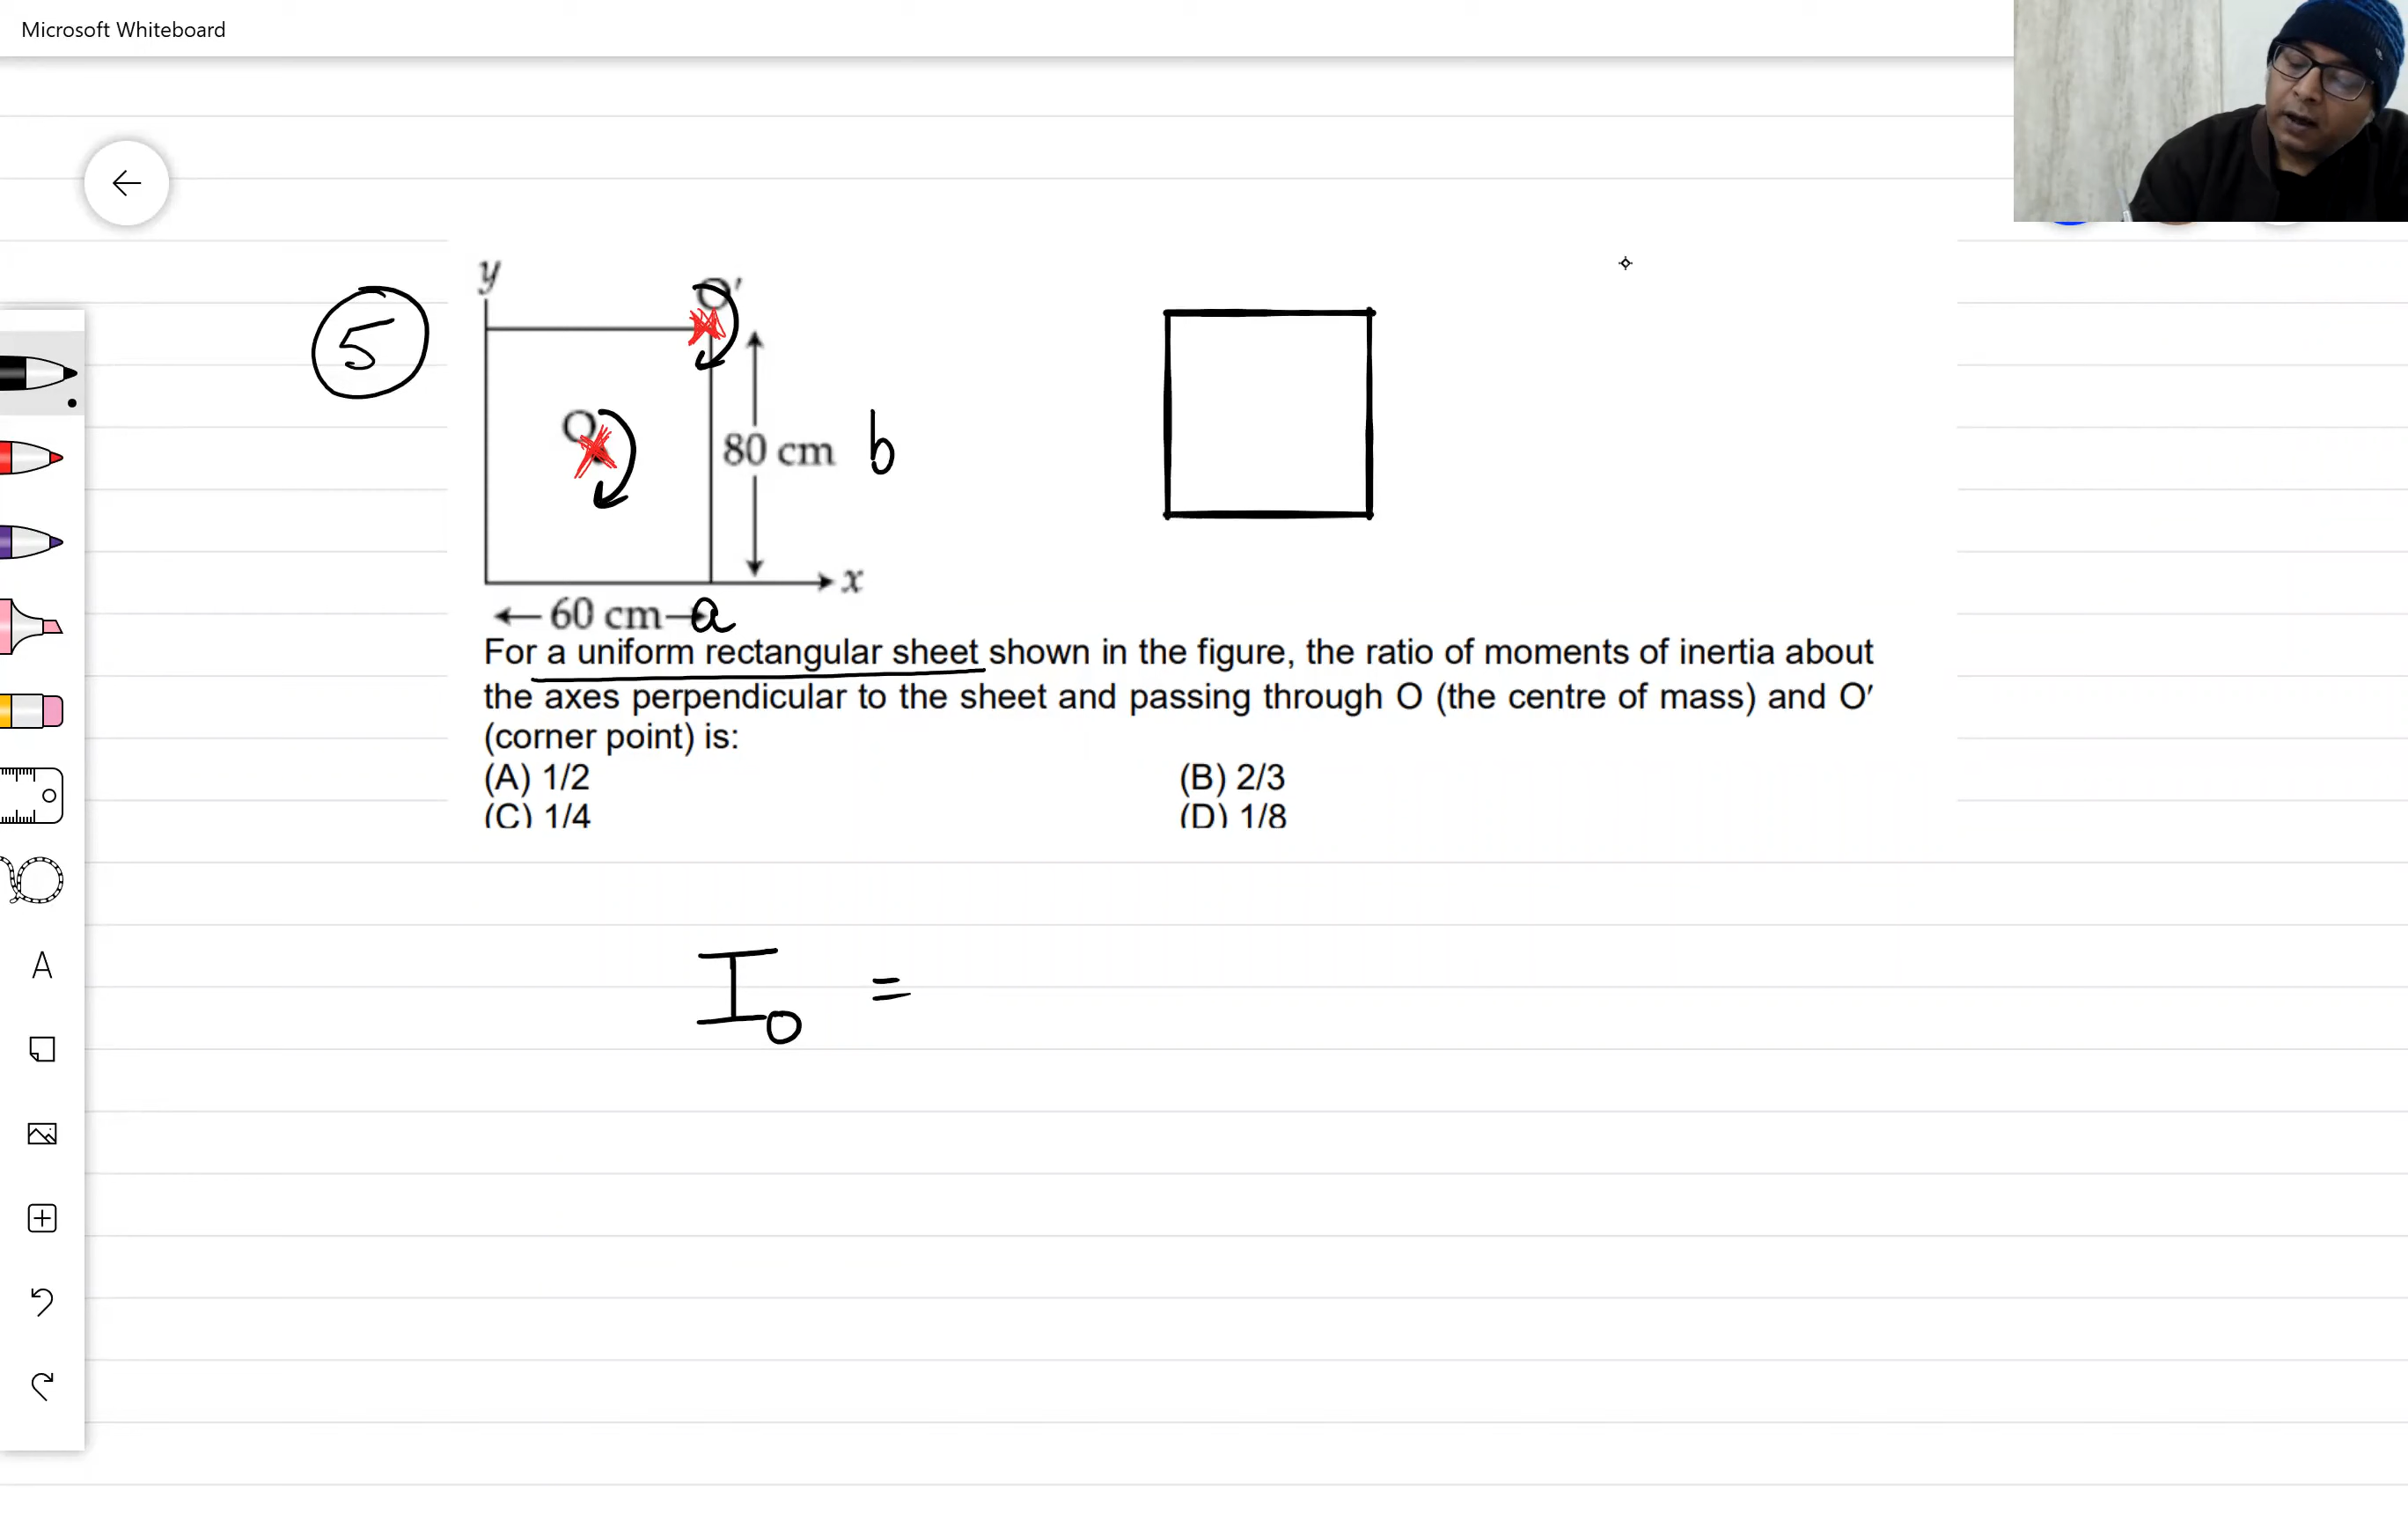 Microsoft Whiteboard
5
y
O′
O
80 cm b
x
60 cm a
For a uniform rectangular sheet shown in the figure, the ratio of moments of inertia about
the axes perpendicular to the sheet and passing through O (the centre of mass) and O′
(corner point) is:
(A) 1/2 (B) 2/3
(C) 1/4 (D) 1/8
A
I₀ =